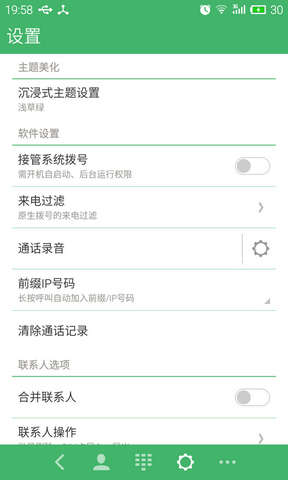 19:58
3G
30
设置
主题美化
沉浸式主题设置
浅草绿
软件设置
接管系统拨号
需开机自启动、后台运行权限
来电过滤
原生拨号的来电过滤
通话录音
前缀/IP号码
长按呼叫自动加入前缀/IP号码
清除通话记录
联系人选项
合并联系人
联系人操作